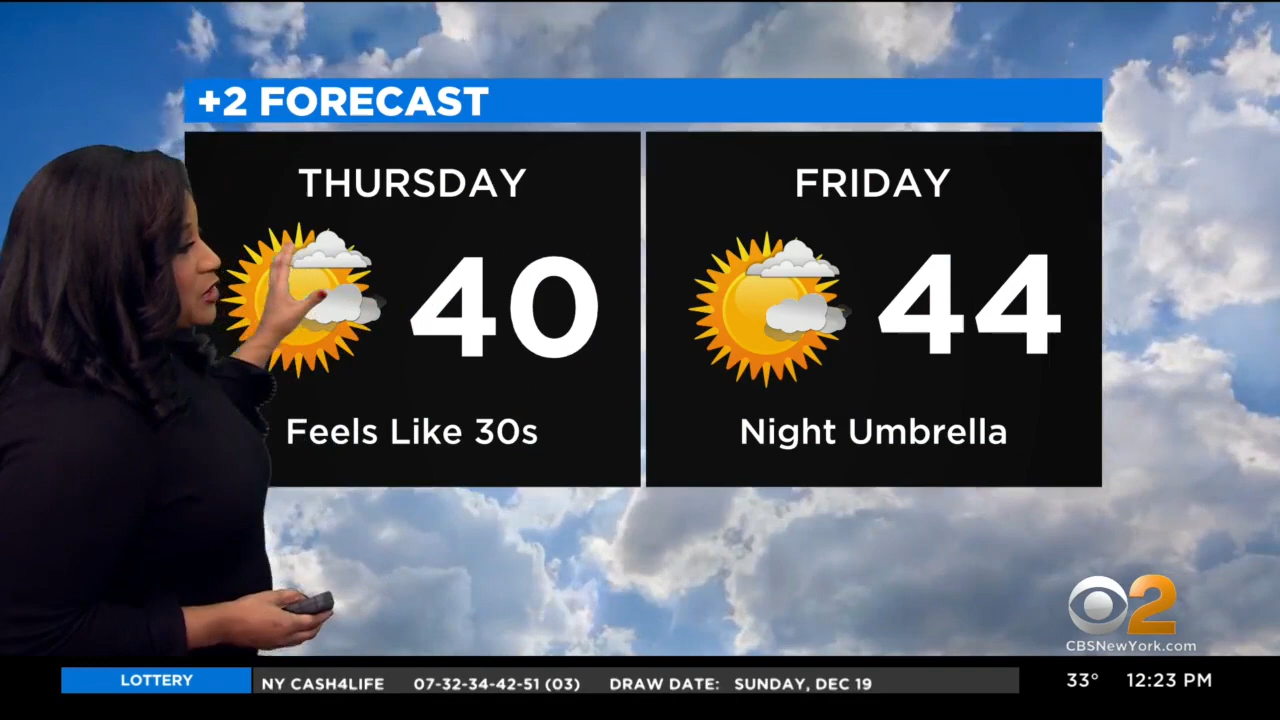 +2 FORECAST
THURSDAY
40
Feels Like 30s
FRIDAY
44
Night Umbrella
2
CBSNewYork.com
LOTTERY
NY CASH4LIFE 07-32-34-42-51 (03) DRAW DATE: SUNDAY, DEC 19
33° 12:23 PM